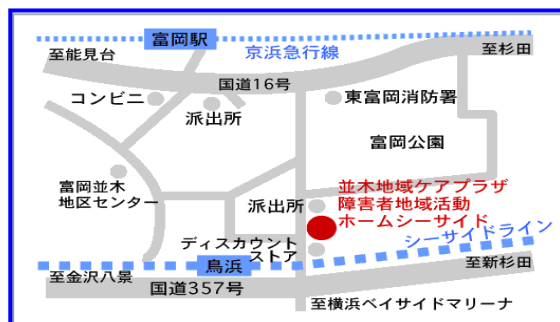 富岡駅
京浜急行線
至能見台
至杉田
国道16号
コンビニ
派出所
東富岡消防署
富岡公園
富岡並木
地区センター
並木地域ケアプラザ
障害者地域活動
ホームシーサイド
派出所
シーサイドライン
ディスカウント
ストア
鳥浜
至金沢八景
至新杉田
国道357号
至横浜ベイサイドマリーナ